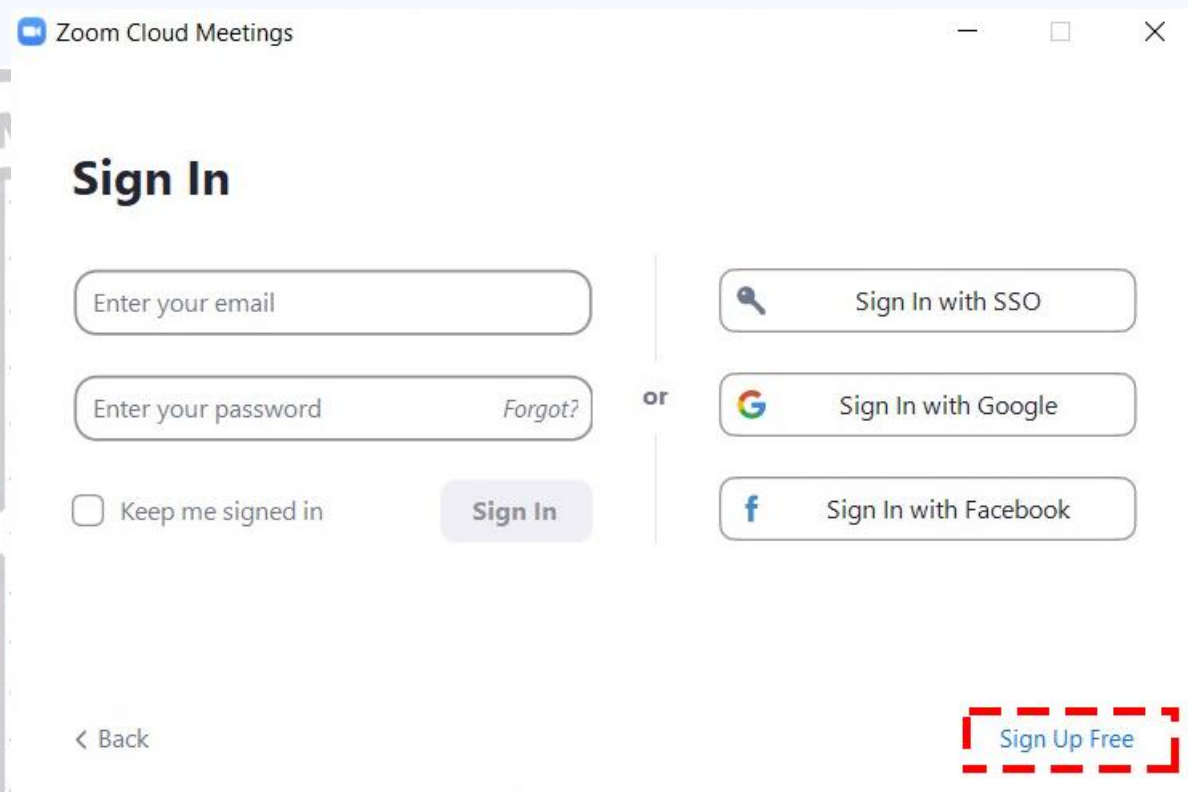 Zoom Cloud Meetings
Sign In
Enter your email
Enter your password Forgot?
Keep me signed in Sign In
or
Sign In with SSO
Sign In with Google
Sign In with Facebook
Back
Sign Up Free